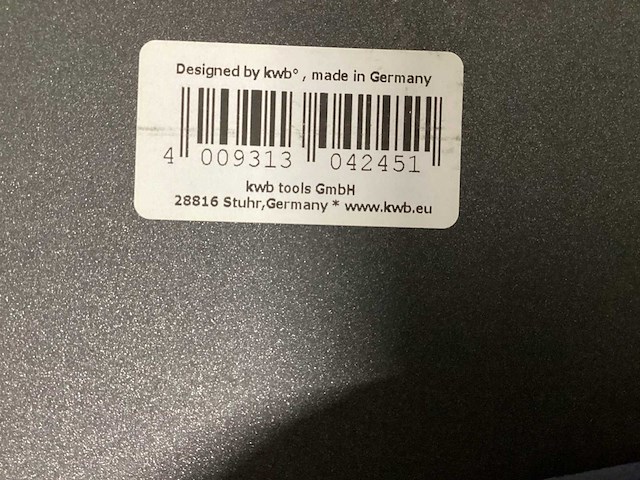 Designed by kwb° , made in Germany
4 009313 042451
kwb tools GmbH
28816 Stuhr,Germany * www.kwb.eu